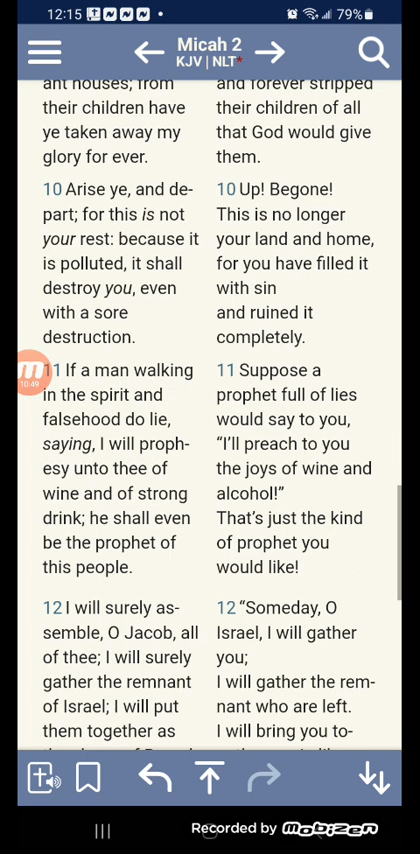 12:15
79%
Micah 2
KJV | NLT*
ant houses; from
their children have
ye taken away my
glory for ever.
10 Arise ye, and de-
part; for this is not
your rest: because it
is polluted, it shall
destroy you, even
with a sore
destruction.
11 If a man walking
in the spirit and
falsehood do lie,
saying, I will proph-
esy unto thee of
wine and of strong
drink; he shall even
be the prophet of
this people.
12 I will surely as-
semble, O Jacob, all
of thee; I will surely
gather the remnant
of Israel; I will put
them together as
and forever stripped
their children of all
that God would give
them.
10 Up! Begone!
This is no longer
your land and home,
for you have filled it
with sin
and ruined it
completely.
11 Suppose a
prophet full of lies
would say to you,
“I’ll preach to you
the joys of wine and
alcohol!”
That’s just the kind
of prophet you
would like!
12 “Someday, O
Israel, I will gather
you;
I will gather the rem-
nant who are left.
I will bring you to-
10:49
Recorded by Mobizen